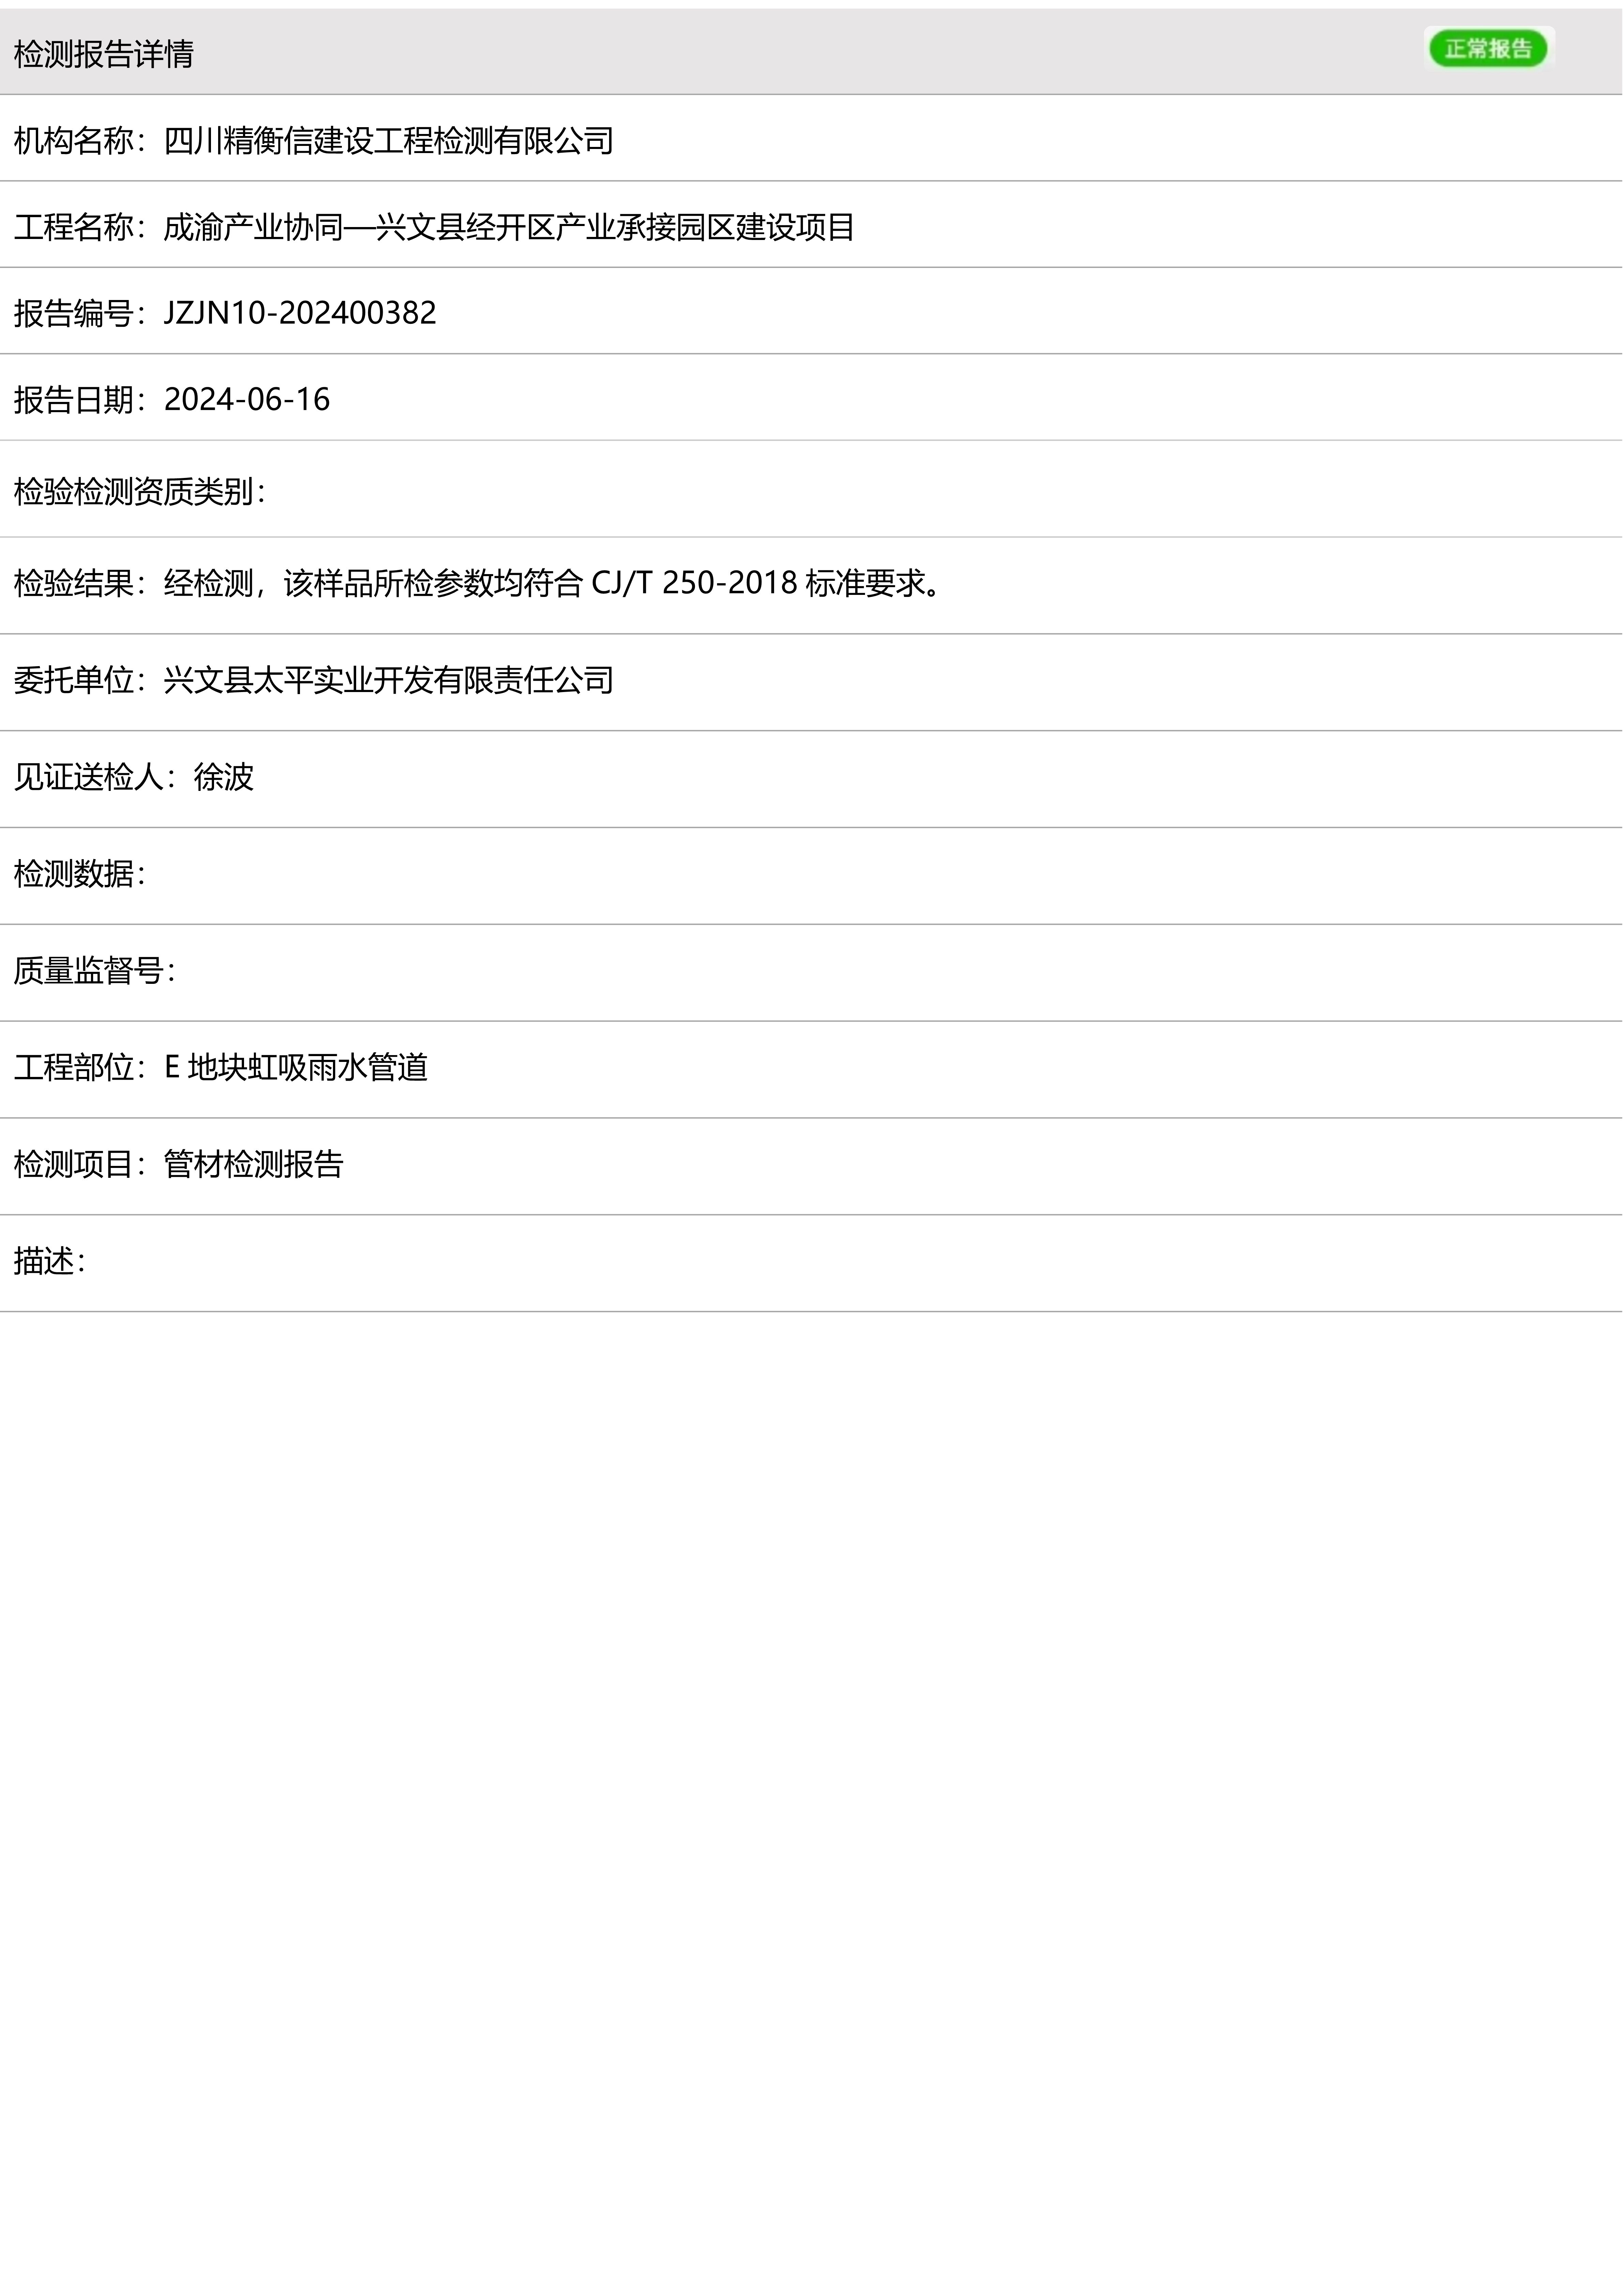 检测报告详情 正常报告
机构名称：四川精衡信建设工程检测有限公司
工程名称：成渝产业协同—兴文县经开区产业承接园区建设项目
报告编号：JZJN10-202400382
报告日期：2024-06-16
检验检测资质类别：
检验结果：经检测，该样品所检参数均符合 CJ/T 250-2018 标准要求。
委托单位：兴文县太平实业开发有限责任公司
见证送检人：徐波
检测数据：
质量监督号：
工程部位：E 地块虹吸雨水管道
检测项目：管材检测报告
描述：